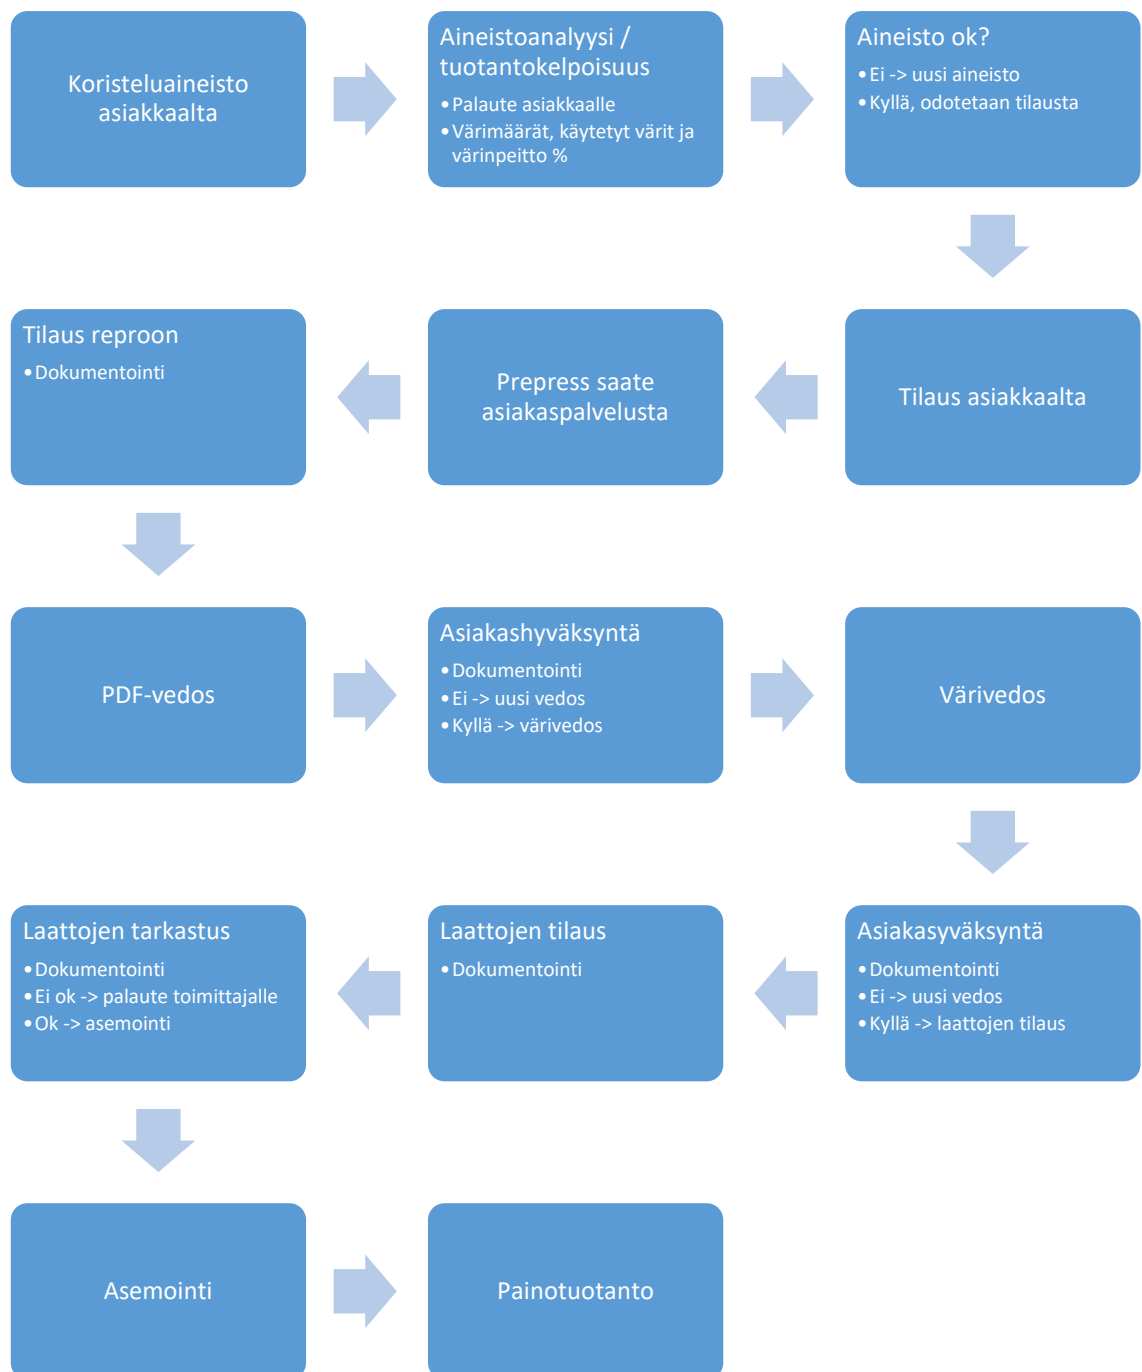 Koristeluaineisto
asiakkaalta
Aineistoanalyysi /
tuotantokelpoisuus
•Palaute asiakkaalle
•Värimäärät, käytetyt värit ja
värinpeitto %
Aineisto ok?
•Ei -> uusi aineisto
•Kyllä, odotetaan tilausta
Tilaus asiakkaalta
Prepress saate
asiakaspalvelusta
Tilaus reproon
•Dokumentointi
PDF-vedos
Asiakashyväksyntä
•Dokumentointi
•Ei -> uusi vedos
•Kyllä -> värivedos
Värivedos
Asiakasyväksyntä
•Dokumentointi
•Ei -> uusi vedos
•Kyllä -> laattojen tilaus
Laattojen tilaus
•Dokumentointi
Laattojen tarkastus
•Dokumentointi
•Ei ok -> palaute toimittajalle
•Ok -> asemointi
Asemointi
Painotuotanto